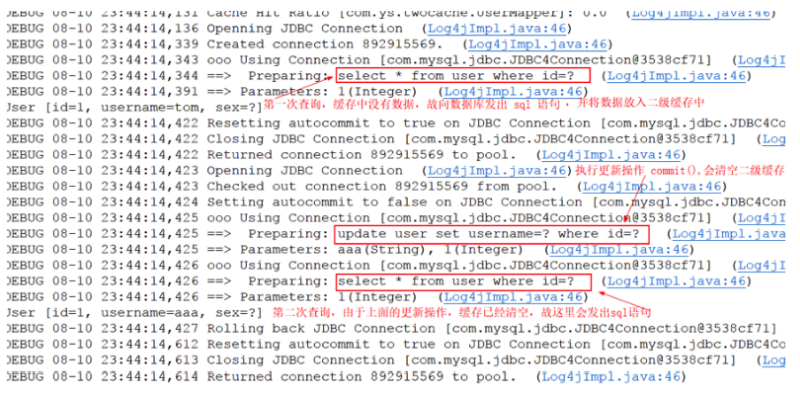 DEBUG 08-10 23:44:14,131 Cache Hit Ratio [com.ys.twocache.UserMapper]: 0.0 (Log4jImpl.java:46)
DEBUG 08-10 23:44:14,136 Openning JDBC Connection (Log4jImpl.java:46)
DEBUG 08-10 23:44:14,339 Created connection 892915569. (Log4jImpl.java:46)
DEBUG 08-10 23:44:14,343 ooo Using Connection [com.mysql.jdbc.JDBC4Connection@3538cf71] (Log4jI
DEBUG 08-10 23:44:14,344 ==> Preparing: select * from user where id=? (Log4jImpl.java:46)
DEBUG 08-10 23:44:14,391 ==> Parameters: 1(Integer) (Log4jImpl.java:46)
User [id=1, username=tom, sex=?] 第一次查询，缓存中没有数据，故向数据库发出 sql 语句，并将数据放入二级缓存中
DEBUG 08-10 23:44:14,422 Resetting autocommit to true on JDBC Connection [com.mysql.jdbc.JDBC4Co
DEBUG 08-10 23:44:14,422 Closing JDBC Connection [com.mysql.jdbc.JDBC4Connection@3538cf71] (Log
DEBUG 08-10 23:44:14,422 Returned connection 892915569 to pool. (Log4jImpl.java:46)
DEBUG 08-10 23:44:14,423 Openning JDBC Connection (Log4jImpl.java:46) 执行更新操作 commit(),会清空二级缓存
DEBUG 08-10 23:44:14,423 Checked out connection 892915569 from pool. (Log4jImpl.java:46)
DEBUG 08-10 23:44:14,424 Setting autocommit to false on JDBC Connection [com.mysql.jdbc.JDBC4Con
DEBUG 08-10 23:44:14,425 ooo Using Connection [com.mysql.jdbc.JDBC4Connection@3538cf71] (Log4jI
DEBUG 08-10 23:44:14,425 ==> Preparing: update user set username=? where id=? (Log4jImpl.java
DEBUG 08-10 23:44:14,425 ==> Parameters: aaa(String), 1(Integer) (Log4jImpl.java:46)
DEBUG 08-10 23:44:14,426 ooo Using Connection [com.mysql.jdbc.JDBC4Connection@3538cf71] (Log4jI
DEBUG 08-10 23:44:14,426 ==> Preparing: select * from user where id=? (Log4jImpl.java:46)
DEBUG 08-10 23:44:14,426 ==> Parameters: 1(Integer) (Log4jImpl.java:46)
User [id=1, username=aaa, sex=?] 第二次查询，由于上面的更新操作，缓存已经清空，故这里会发出sql语句
DEBUG 08-10 23:44:14,427 Rolling back JDBC Connection [com.mysql.jdbc.JDBC4Connection@3538cf71]
DEBUG 08-10 23:44:14,612 Resetting autocommit to true on JDBC Connection [com.mysql.jdbc.JDBC4Co
DEBUG 08-10 23:44:14,613 Closing JDBC Connection [com.mysql.jdbc.JDBC4Connection@3538cf71] (Log
DEBUG 08-10 23:44:14,614 Returned connection 892915569 to pool. (Log4jImpl.java:46)